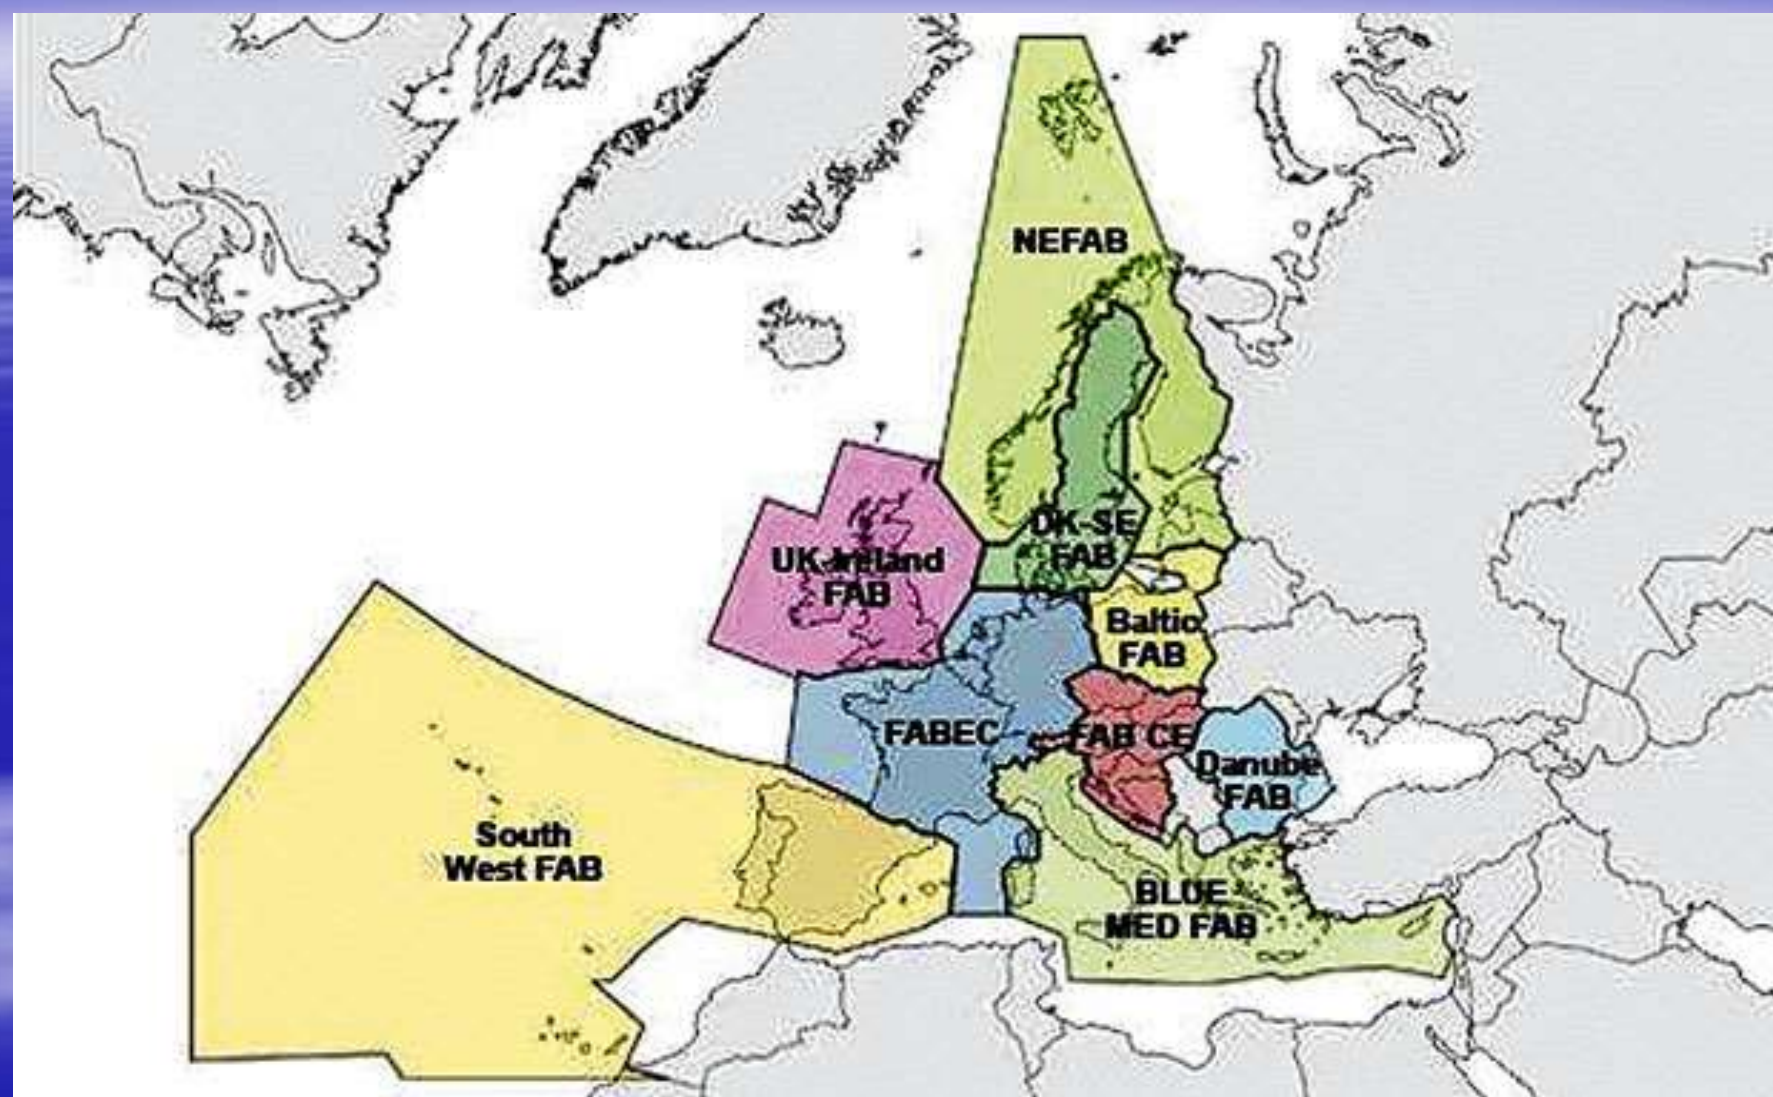 NEFAB
DK-SE
FAB
UK-Ireland
FAB
Baltic
FAB
FABEC
FAB CE
Danube
FAB
South
West FAB
BLUE
MED FAB